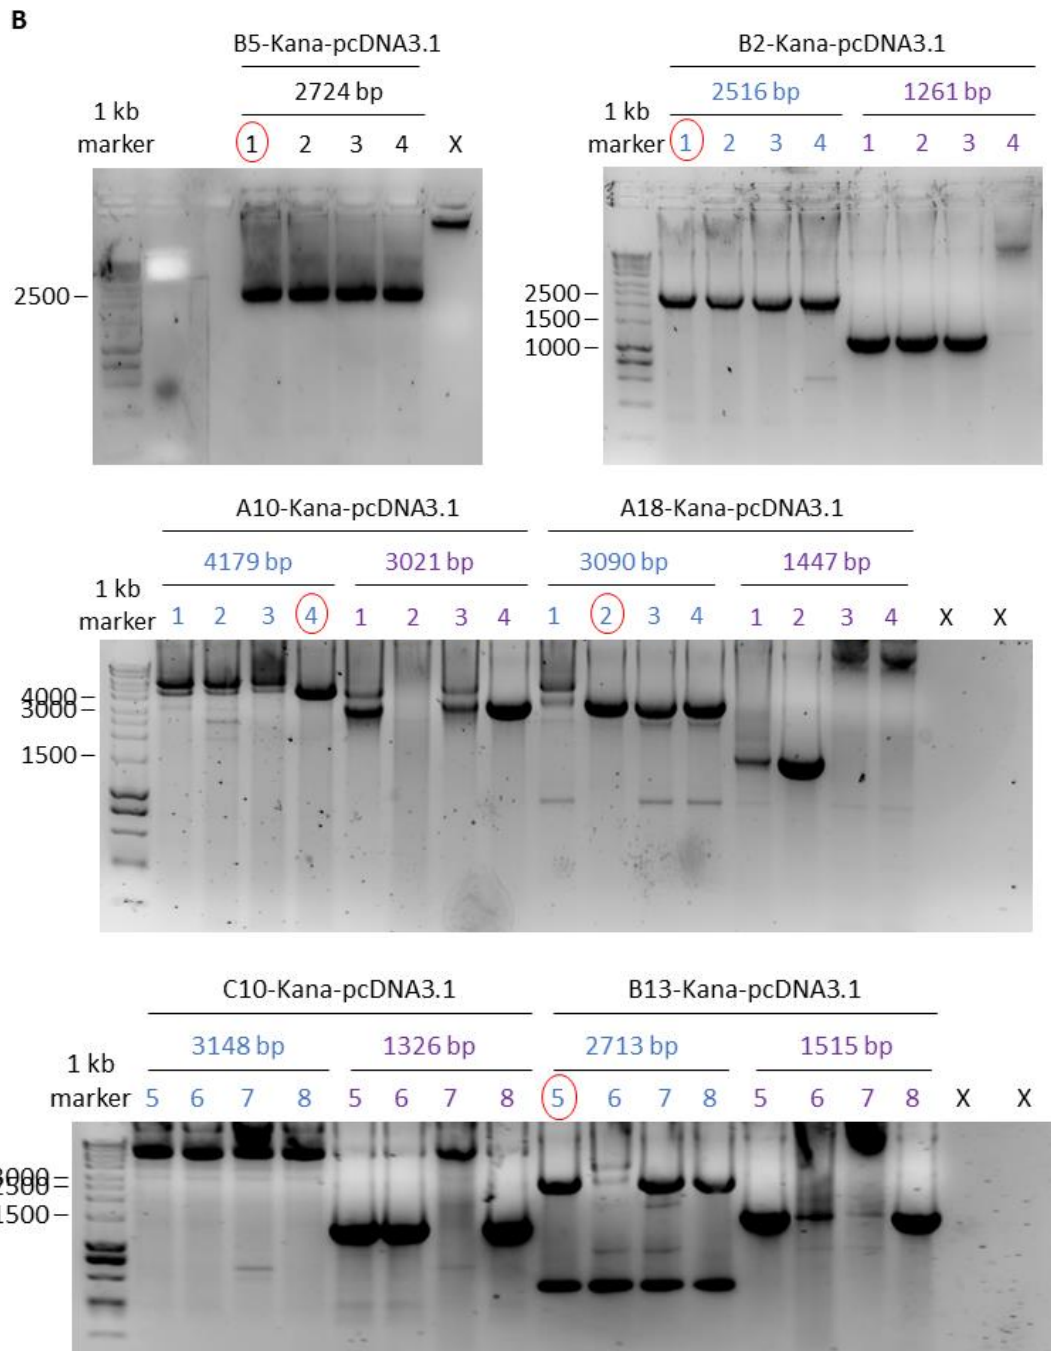 B
B5-Kana-pcDNA3.1
2724 bp
1 kb
marker
1 2 3 4 X
2500
B2-Kana-pcDNA3.1
2516 bp 1261 bp
1 kb
marker
1 2 3 4 1 2 3 4
2500
1500
1000
A10-Kana-pcDNA3.1 A18-Kana-pcDNA3.1
4179 bp 3021 bp 3090 bp 1447 bp
1 kb
marker
1 2 3 4 1 2 3 4 1 2 3 4 1 2 3 4 X X
4000
3000
1500
C10-Kana-pcDNA3.1 B13-Kana-pcDNA3.1
3148 bp 1326 bp 2713 bp 1515 bp
1 kb
marker
5 6 7 8 5 6 7 8 5 6 7 8 5 6 7 8 X X
3000
2500
1500